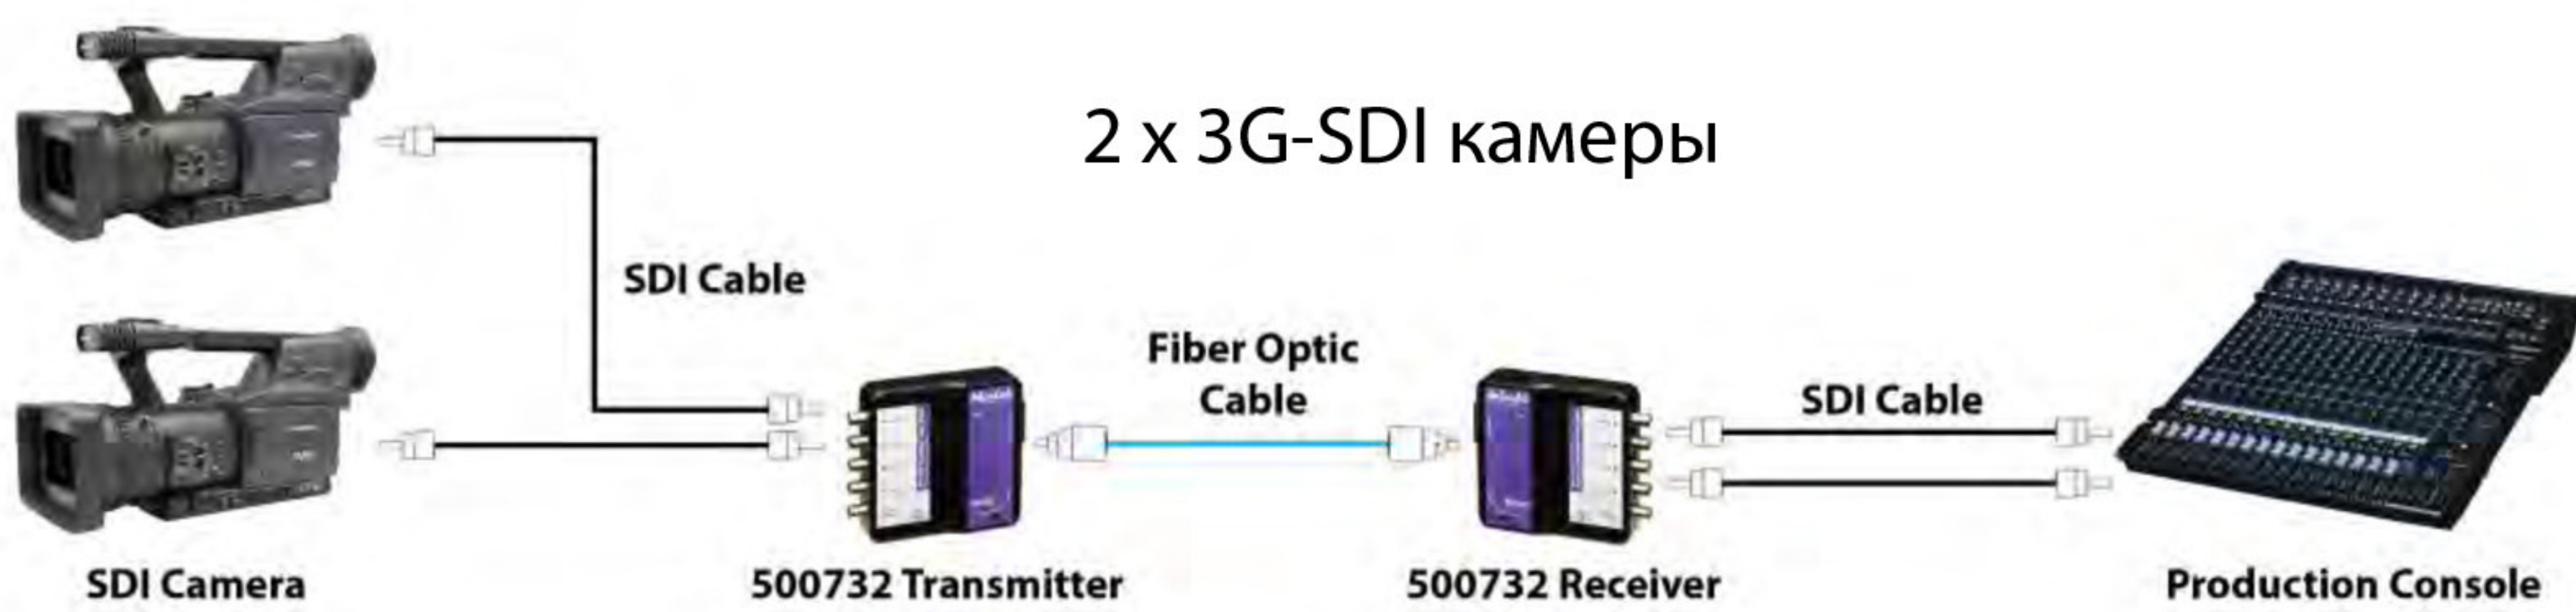 2 x 3G-SDI камеры
SDI Cable
Fiber Optic
Cable
SDI Cable
SDI Camera
500732 Transmitter
500732 Receiver
Production Console